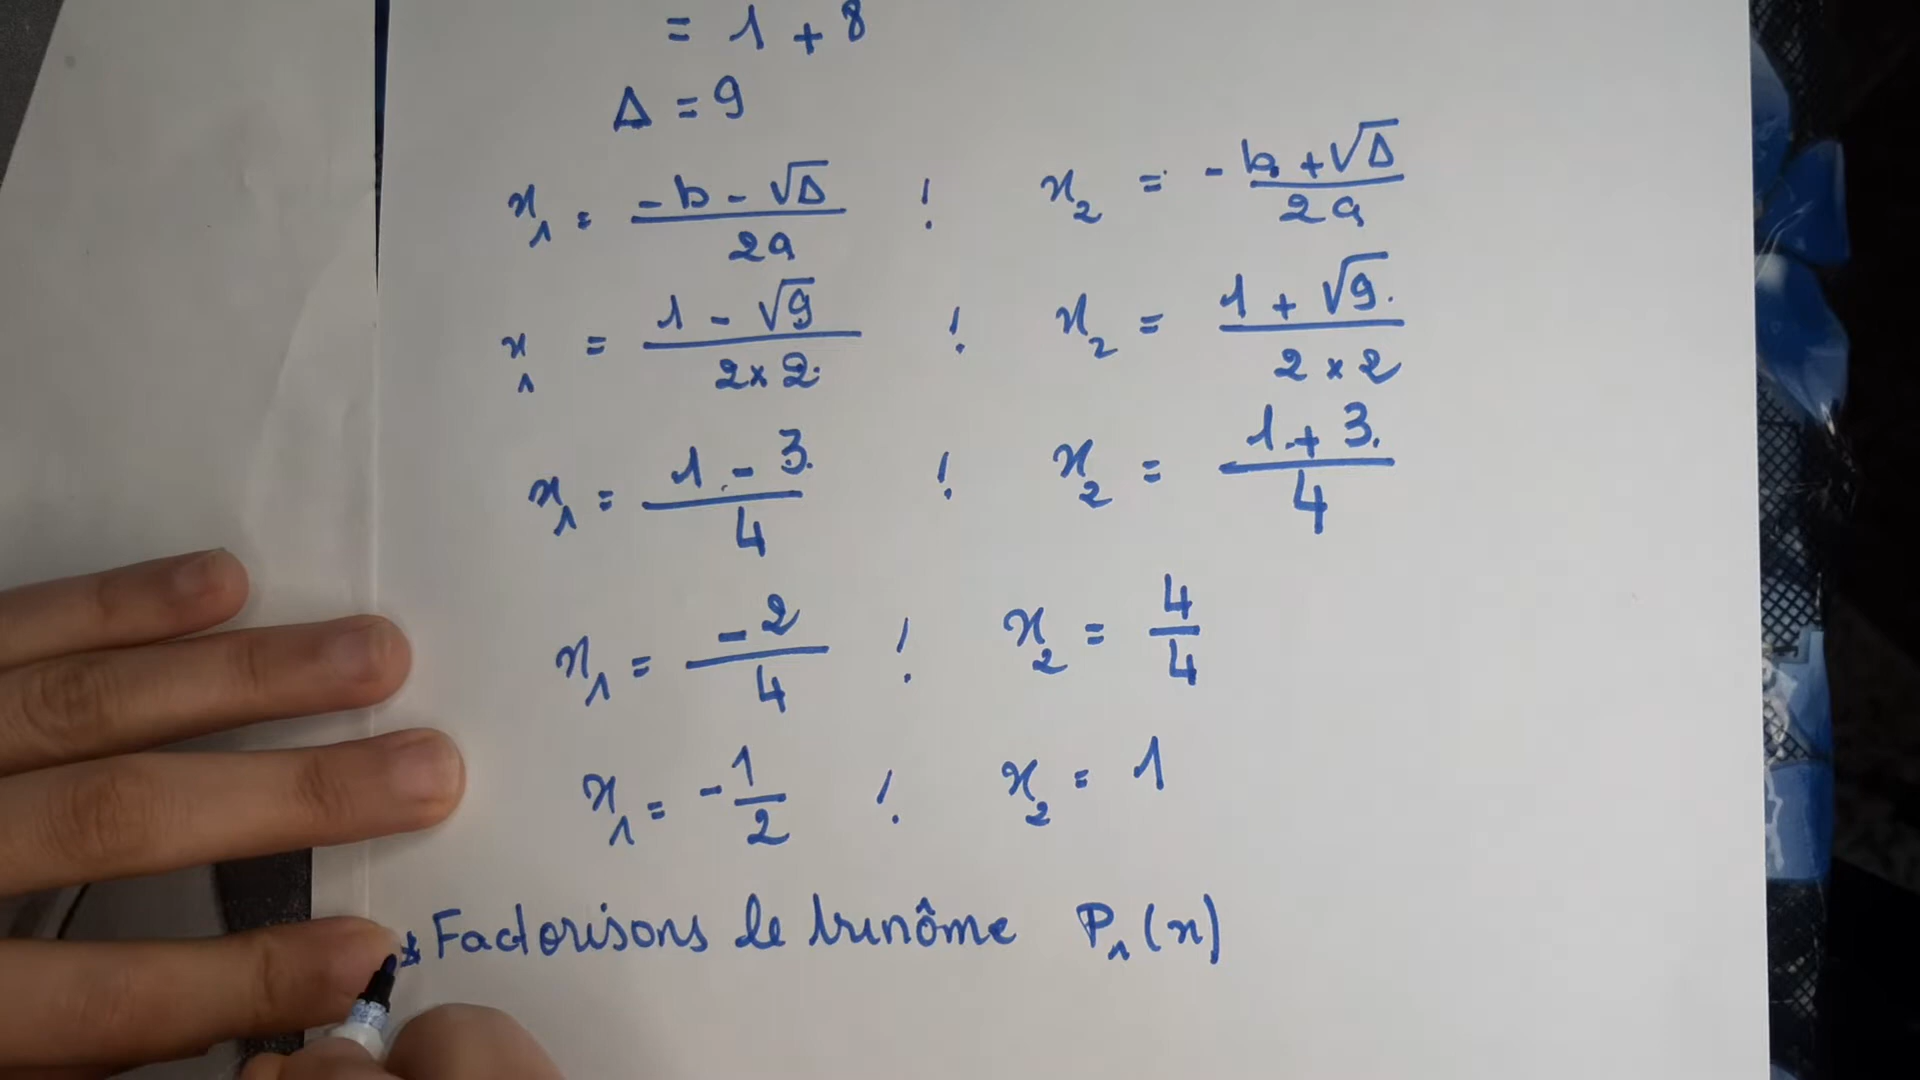 = 1 + 8
Δ = 9
x₁ = (-b - √Δ)/2a ! x₂ = (-b + √Δ)/2a
x₁ = (1 - √9)/(2 × 2) ! x₂ = (1 + √9)/(2 × 2)
x₁ = (1 - 3)/4 ! x₂ = (1 + 3)/4
x₁ = -2/4 ! x₂ = 4/4
x₁ = -1/2 ! x₂ = 1
* Factorisons le trinôme P₁(x)